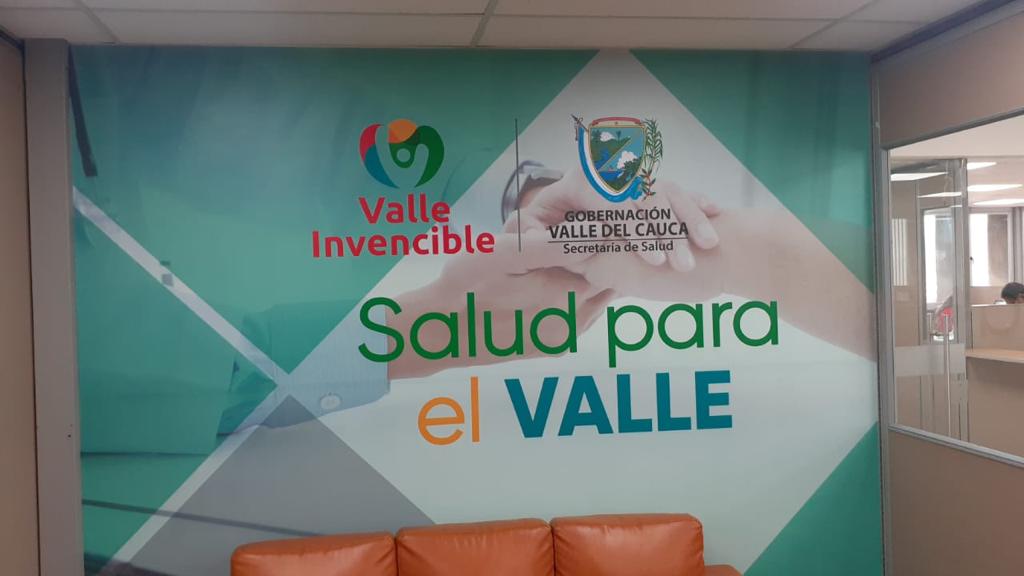 Valle
Invencible
GOBERNACIÓN
VALLE DEL CAUCA
Secretaría de Salud
Salud para
el VALLE